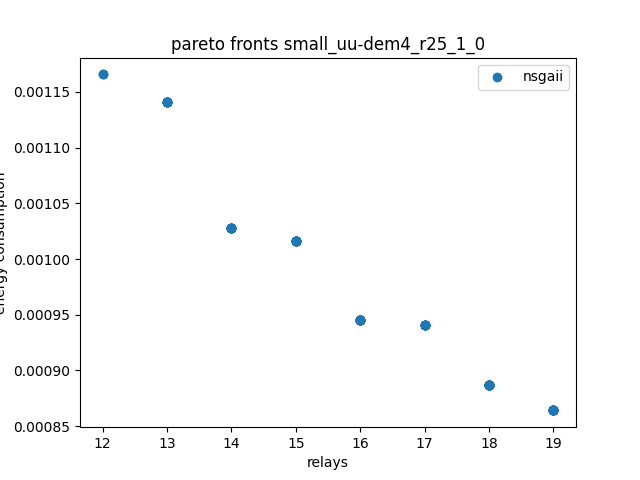 pareto fronts small_uu-dem4_r25_1_0
nsgaii
0.00115
0.00110
0.00105
0.00100
0.00095
0.00090
0.00085
energy consumption
12 13 14 15 16 17 18 19
relays